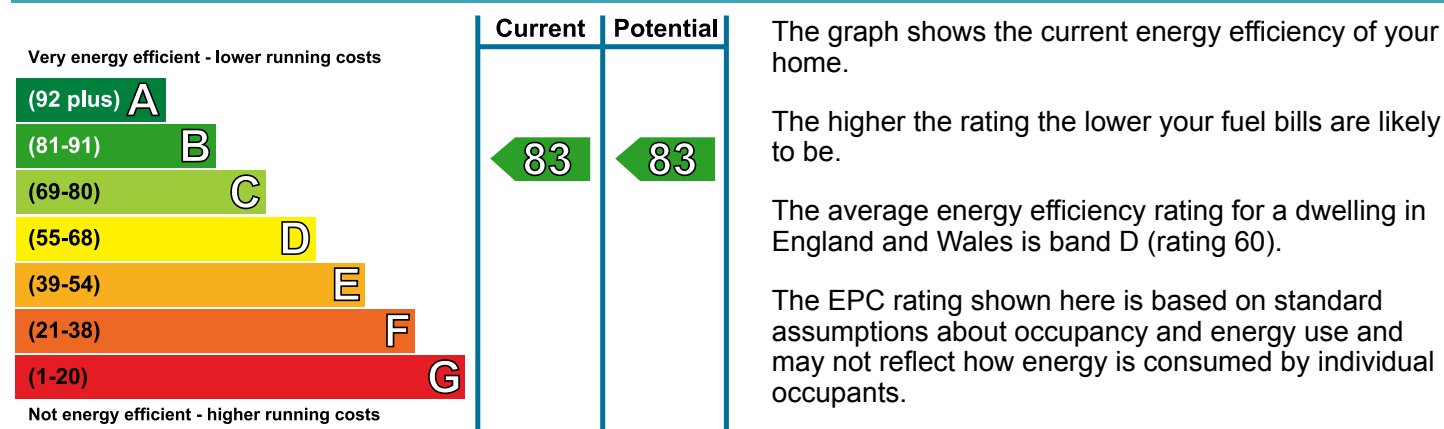 Current Potential
Very energy efficient - lower running costs
(92 plus) A
(81-91) B
83 83
(69-80) C
(55-68) D
(39-54) E
(21-38) F
(1-20) G
Not energy efficient - higher running costs
The graph shows the current energy efficiency of your
home.
The higher the rating the lower your fuel bills are likely
to be.
The average energy efficiency rating for a dwelling in
England and Wales is band D (rating 60).
The EPC rating shown here is based on standard
assumptions about occupancy and energy use and
may not reflect how energy is consumed by individual
occupants.